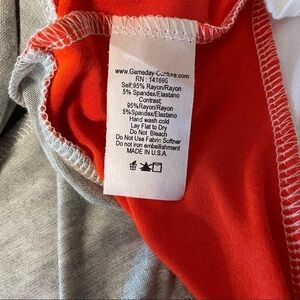 www.Gameday-Couture.com
RN : 141690
Self;95% Rayon/Rayon
5% Spandex/Elastano
Contrast;
95%Rayon/Rayon
5%Spandex/Elastano
Hand wash cold
Lay Flat to Dry
Do Not Bleach
Do Not Use Fabric Softner
Do not iron embellishment
MADE IN U.S.A.